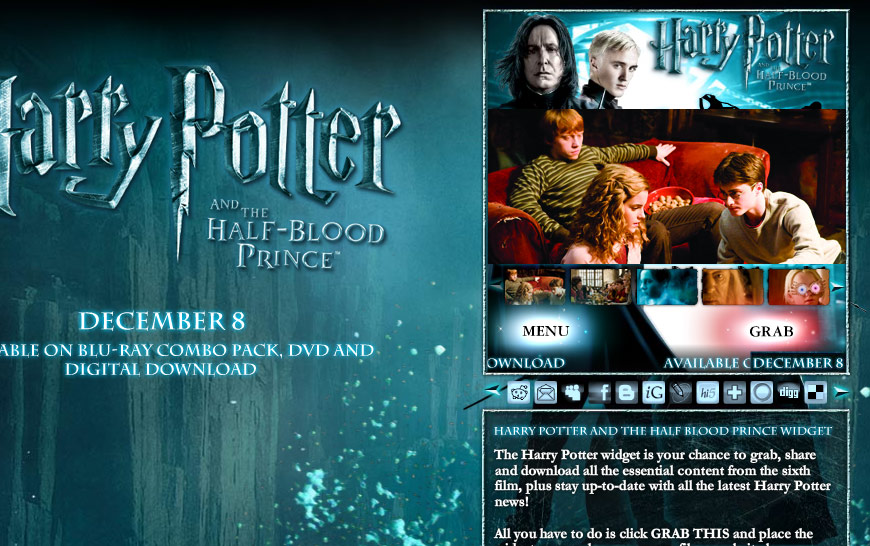 Harry Potter
AND THE
HALF-BLOOD
PRINCE™
DECEMBER 8
ABLE ON BLU-RAY COMBO PACK, DVD AND
DIGITAL DOWNLOAD
Harry Potter
AND THE
HALF-BLOOD
PRINCE™
MENU
GRAB
OWNLOAD
AVAILABLE O
DECEMBER 8
f
iG
hi5
digg
HARRY POTTER AND THE HALF BLOOD PRINCE WIDGET
The Harry Potter widget is your chance to grab, share
and download all the essential content from the sixth
film, plus stay up-to-date with all the latest Harry Potter
news!
All you have to do is click GRAB THIS and place the